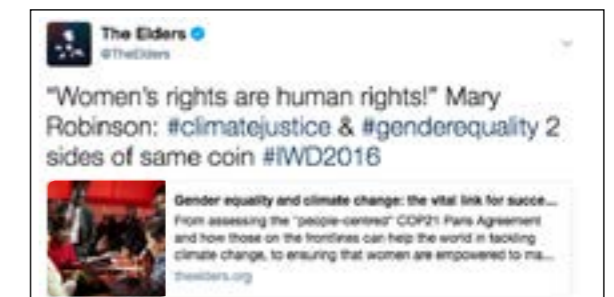 The Elders
@TheElders
"Women's rights are human rights!" Mary
Robinson: #climatejustice & #genderequality 2
sides of same coin #IWD2016
Gender equality and climate change: the vital link for succe...
From assessing the "people-centred" COP21 Paris Agreement
and how those on the frontlines can help the world in tackling
climate change, to ensuring that women are empowered to ma...
theelders.org